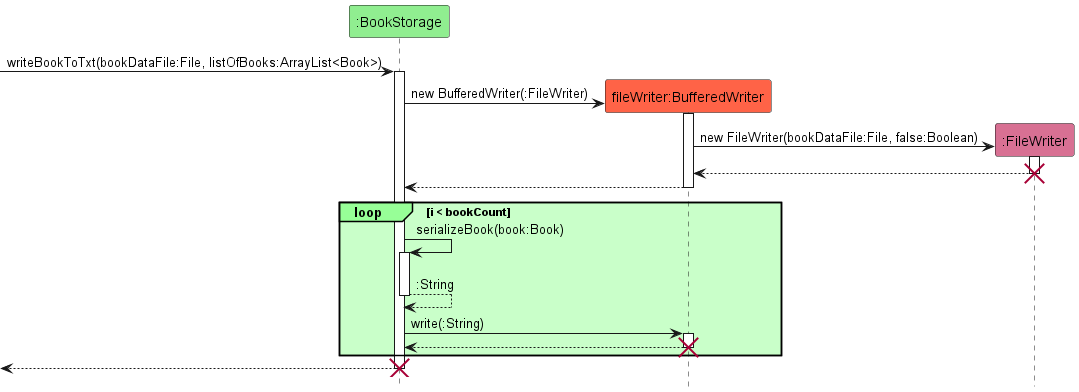 :BookStorage
writeBookToTxt(bookDataFile:File, listOfBooks:ArrayList<Book>)
new BufferedWriter(:FileWriter)
fileWriter:BufferedWriter
new FileWriter(bookDataFile:File, false:Boolean)
:FileWriter
loop [i < bookCount]
serializeBook(book:Book)
:String
write(:String)